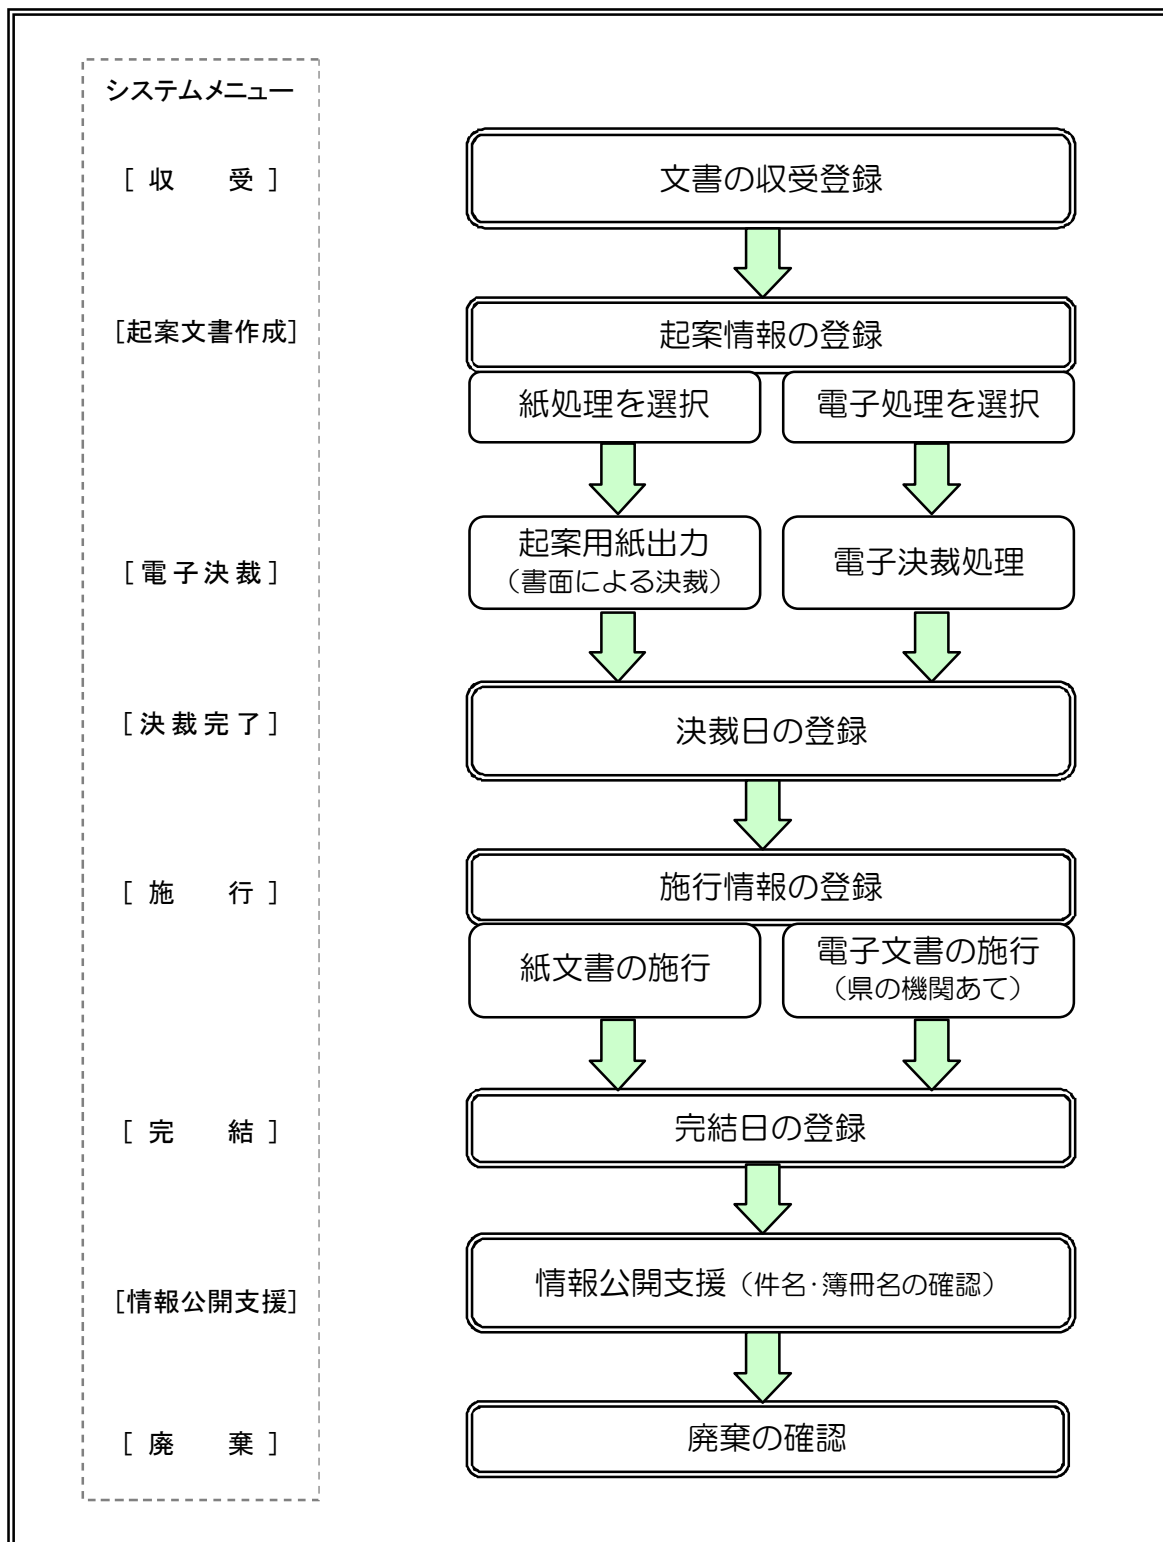 システムメニュー
[ 収　　受 ]
文書の収受登録
[起案文書作成]
起案情報の登録
紙処理を選択
電子処理を選択
[ 電 子 決 裁 ]
起案用紙出力
（書面による決裁）
電子決裁処理
[ 決 裁 完 了 ]
決裁日の登録
[ 施　　行 ]
施行情報の登録
紙文書の施行
電子文書の施行
（県の機関あて）
[ 完　　結 ]
完結日の登録
[情報公開支援]
情報公開支援（件名・簿冊名の確認）
[ 廃　　棄 ]
廃棄の確認